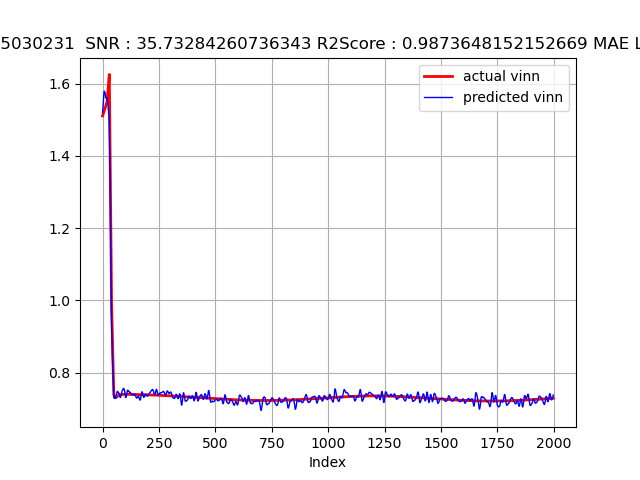 5030231  SNR : 35.73284260736343 R2Score : 0.9873648152152669 MAE L
actual vinn
predicted vinn
1.6
1.4
1.2
1.0
0.8
0 250 500 750 1000 1250 1500 1750 2000
Index